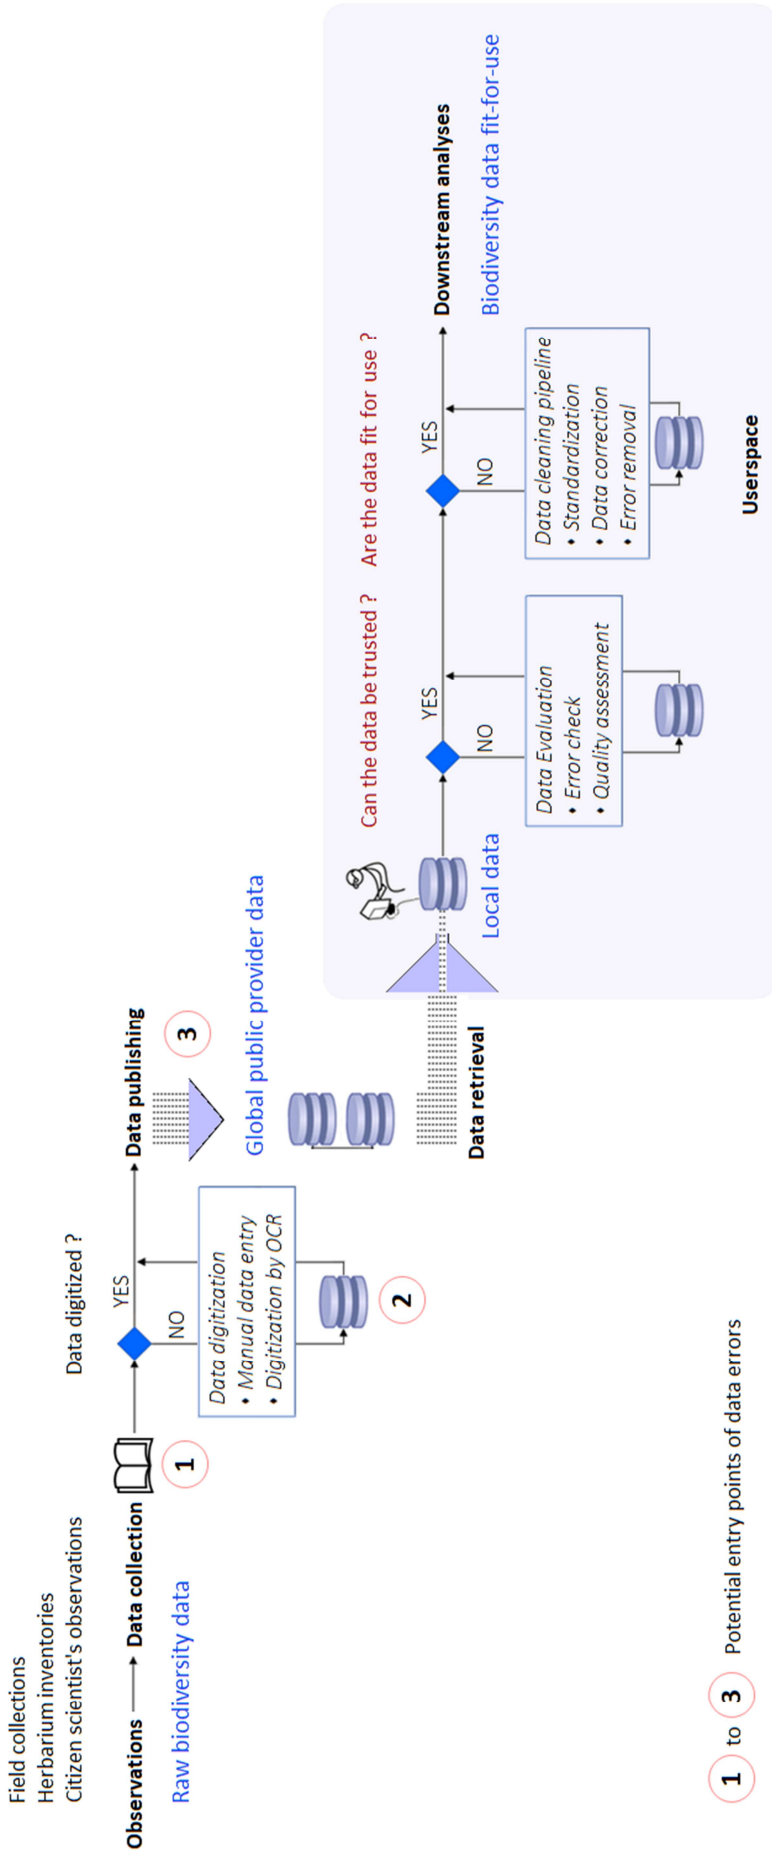 Field collections
Herbarium inventories
Citizen scientist's observations
Observations
Data collection
Raw biodiversity data
1
Data digitized ?
YES
NO
Data digitization
• Manual data entry
• Digitization by OCR
2
Data publishing
3
Global public provider data
Data retrieval
Local data
Can the data be trusted ?
YES
NO
Data Evaluation
• Error check
• Quality assessment
Are the data fit for use ?
YES
NO
Data cleaning pipeline
• Standardization
• Data correction
• Error removal
Downstream analyses
Biodiversity data fit-for-use
Userspace
1 to 3 Potential entry points of data errors